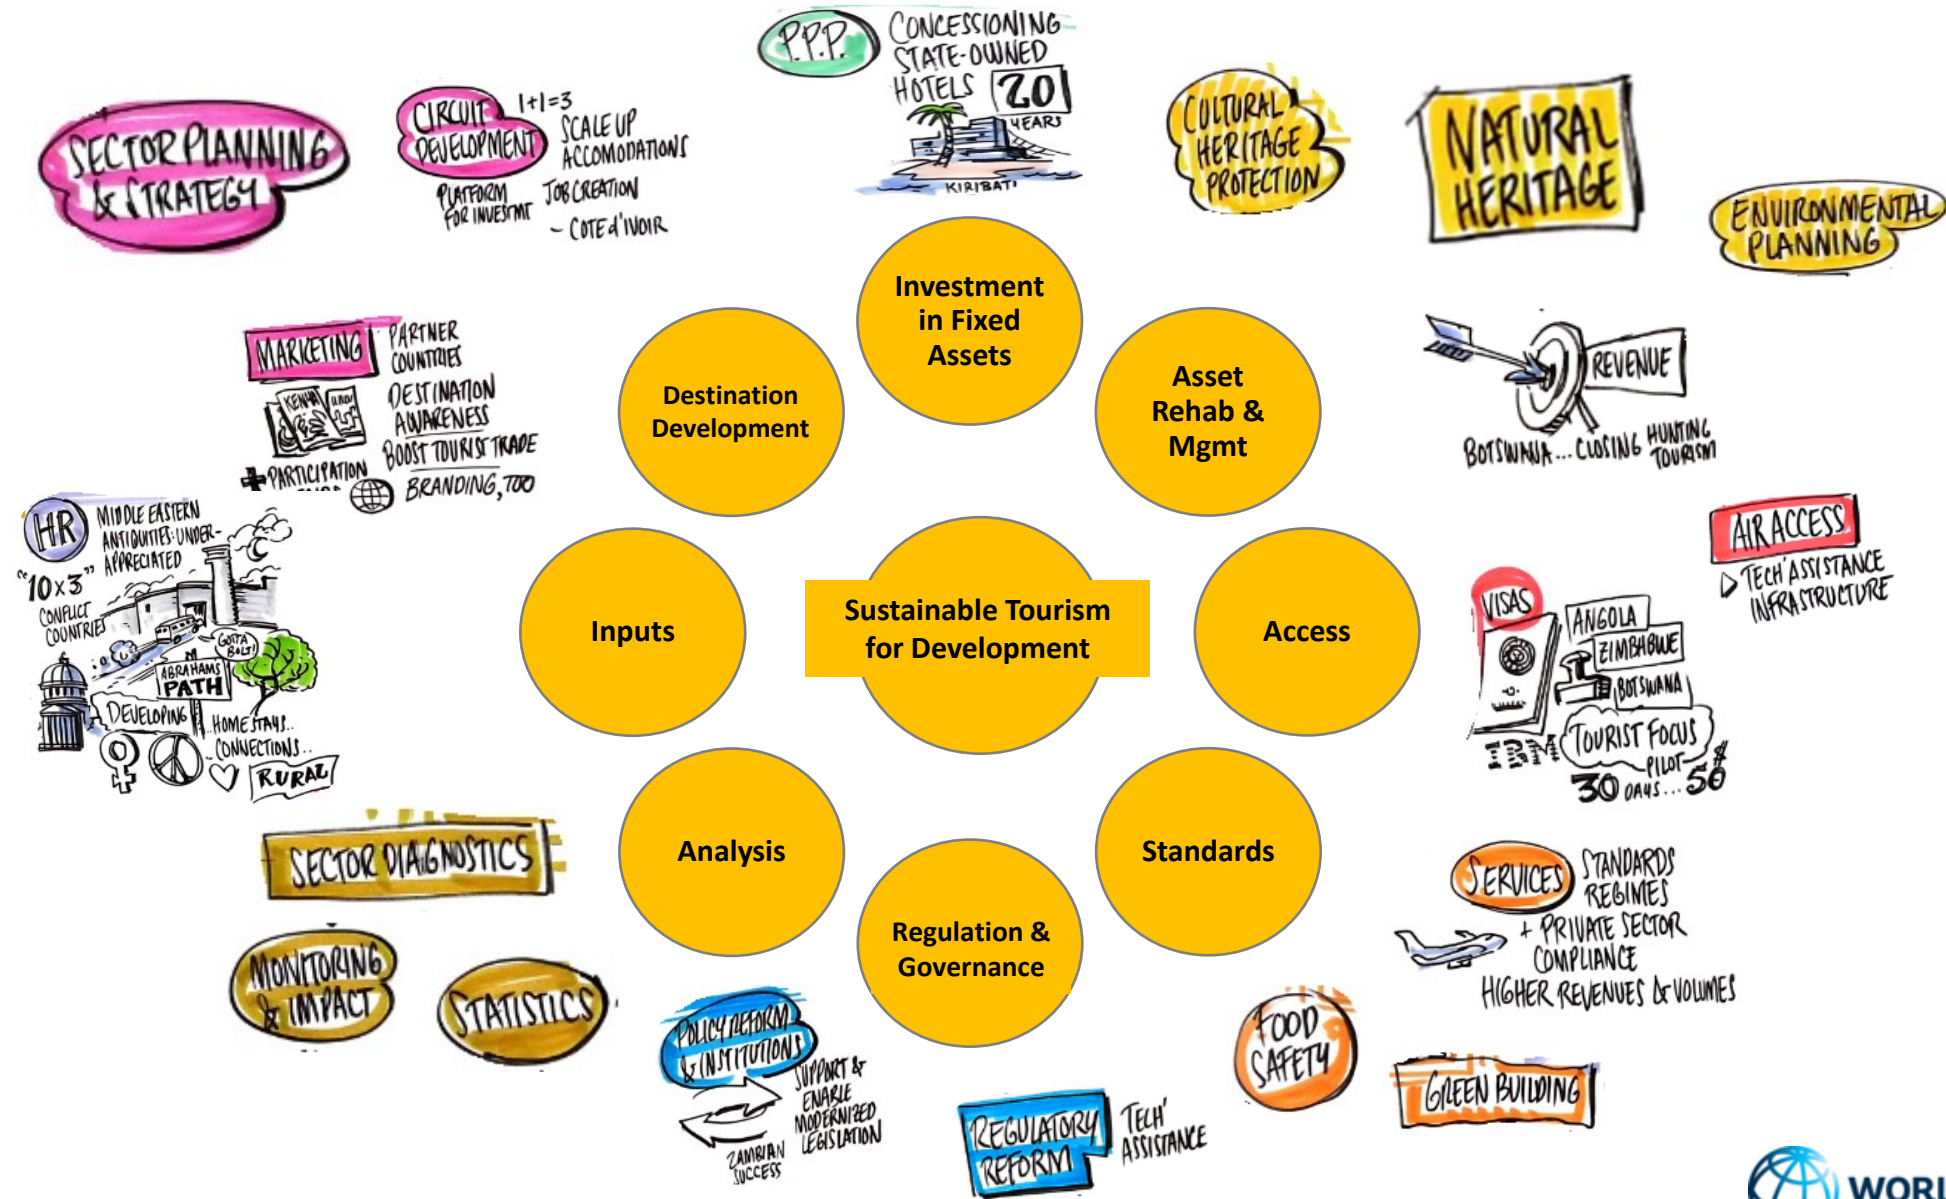 P.P.P.
CONCESSIONING
STATE-OWNED
HOTELS
20
YEARS
KIRIBATI
SECTOR PLANNING
& STRATEGY
CIRCUIT
DEVELOPMENT
1+1=3
SCALE UP
ACCOMODATIONS
PLATFORM
FOR INVESTMT
JOB CREATION
- COTE d'IVOIR
CULTURAL
HERITAGE
PROTECTION
NATURAL
HERITAGE
ENVIRONMENTAL
PLANNING
Investment
in Fixed
Assets
Destination
Development
Asset
Rehab &
Mgmt
MARKETING
PARTNER
COUNTRIES
KENYA
DESTINATION
AWARENESS
BOOST TOURIST TRADE
+ PARTICIPATION
BRANDING, TOO
REVENUE
BOTSWANA... CLOSING HUNTING
TOURISM
HR
MIDDLE EASTERN
ANTIQUITIES: UNDER-
APPRECIATED
"10x3"
CONFLICT
COUNTRIES
GOTTA
BOLT!
ABRAHAMS
PATH
DEVELOPING
HOMESTAYS..
CONNECTIONS..
RURAL
Inputs
Sustainable Tourism
for Development
Access
AIR ACCESS
TECH' ASSISTANCE
INFRASTRUCTURE
VISAS
ANGOLA
ZIMBABWE
BOTSWANA
TOURIST FOCUS
PILOT
30 DAYS... 50$
Analysis
Standards
Regulation &
Governance
SECTOR DIAGNOSTICS
MONITORING
& IMPACT
STATISTICS
SERVICES
STANDARDS
REGIMES
+ PRIVATE SECTOR
COMPLIANCE
HIGHER REVENUES & VOLUMES
FOOD
SAFETY
GREEN BUILDING
POLICY REFORM
& INSTITUTIONS
SUPPORT &
ENABLE
MODERNIZED
LEGISLATION
ZAMBIAN
SUCCESS
REGULATORY
REFORM
TECH'
ASSISTANCE